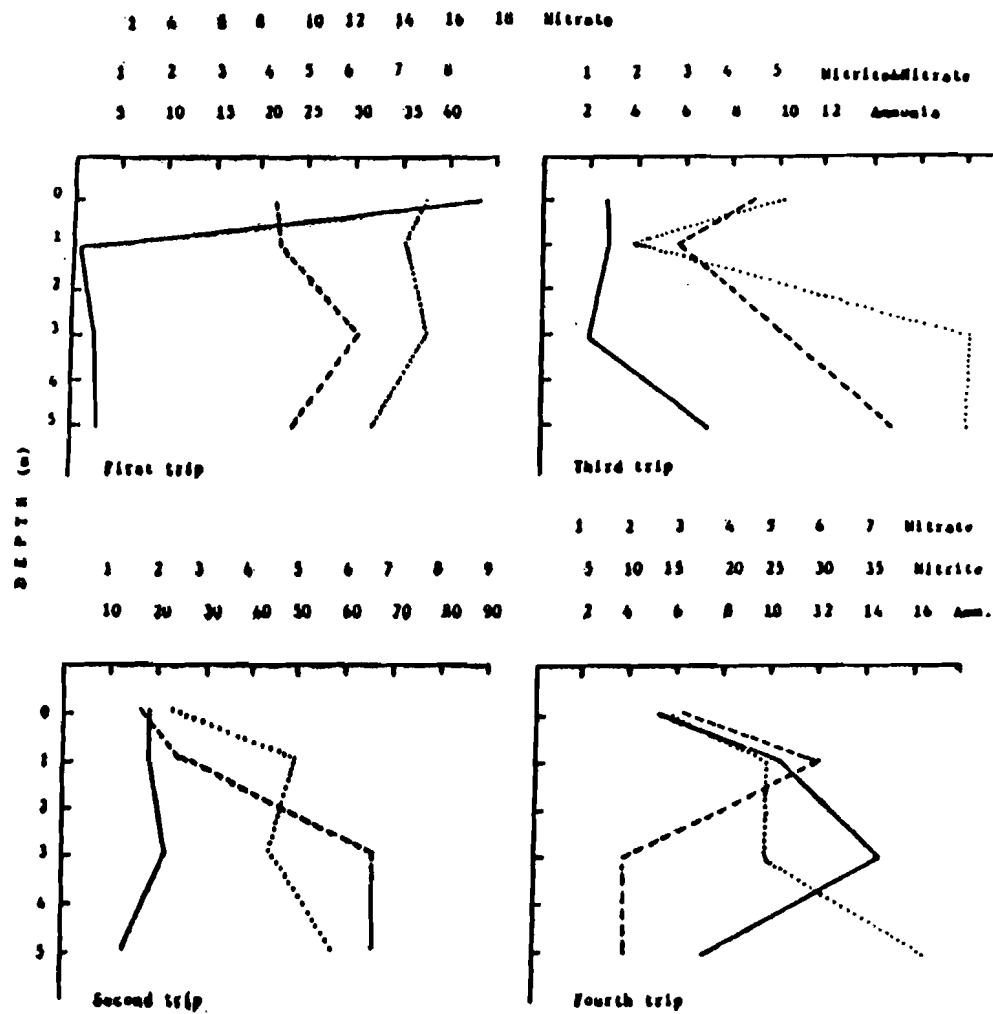 2 4 8 8 10 12 14 16 18 Nitrate
1 2 3 4 5 6 7 8
5 10 15 20 25 30 35 40
1 2 3 4 5 Nitrite&Nitrate
2 4 6 8 10 12 Ammonia
0
1
2
3
4
5
First trip
Third trip
DEPTH (m)
1 2 3 4 5 6 7 8 9
10 20 30 40 60 50 70 80 90
1 2 3 4 5 6 7 Nitrate
5 10 15 20 25 30 35 Nitrite
2 4 6 8 10 12 14 16 Amm.
0
1
2
3
4
5
Second trip
Fourth trip